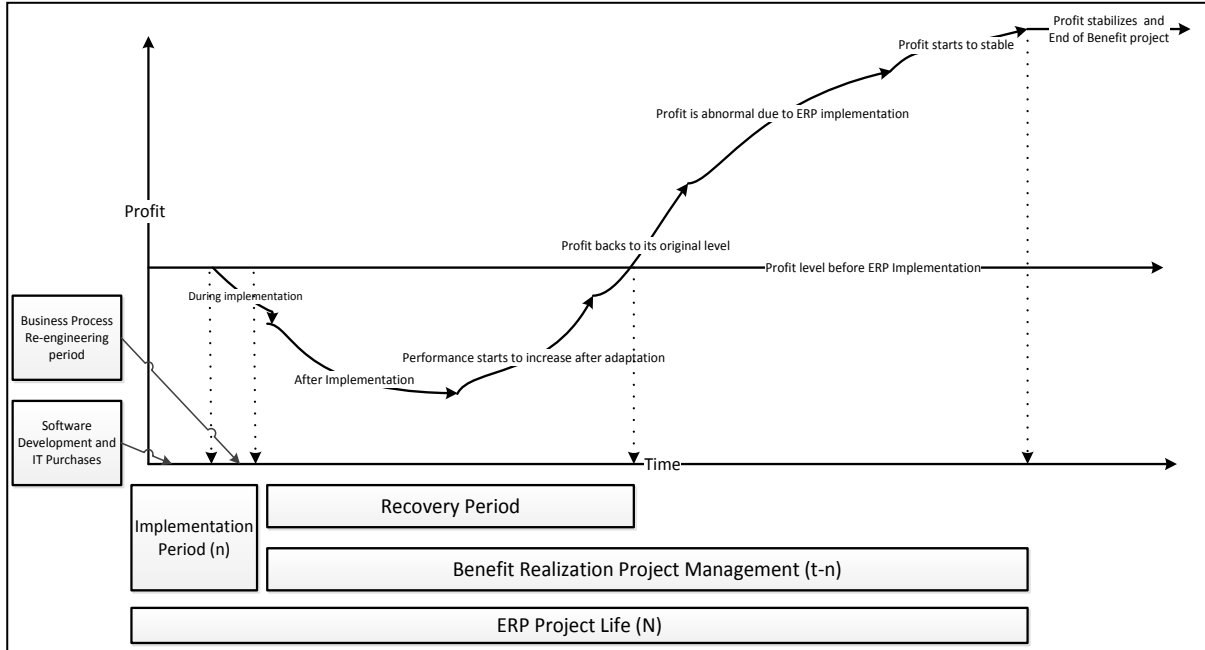 Profit stabilizes and
End of Benefit project
Profit starts to stable
Profit is abnormal due to ERP implementation
Profit
Profit backs to its original level
Profit level before ERP Implementation
During implementation
Business Process
Re-engineering
period
Performance starts to increase after adaptation
After Implementation
Software
Development and
IT Purchases
Time
Implementation
Period (n)
Recovery Period
Benefit Realization Project Management (t-n)
ERP Project Life (N)